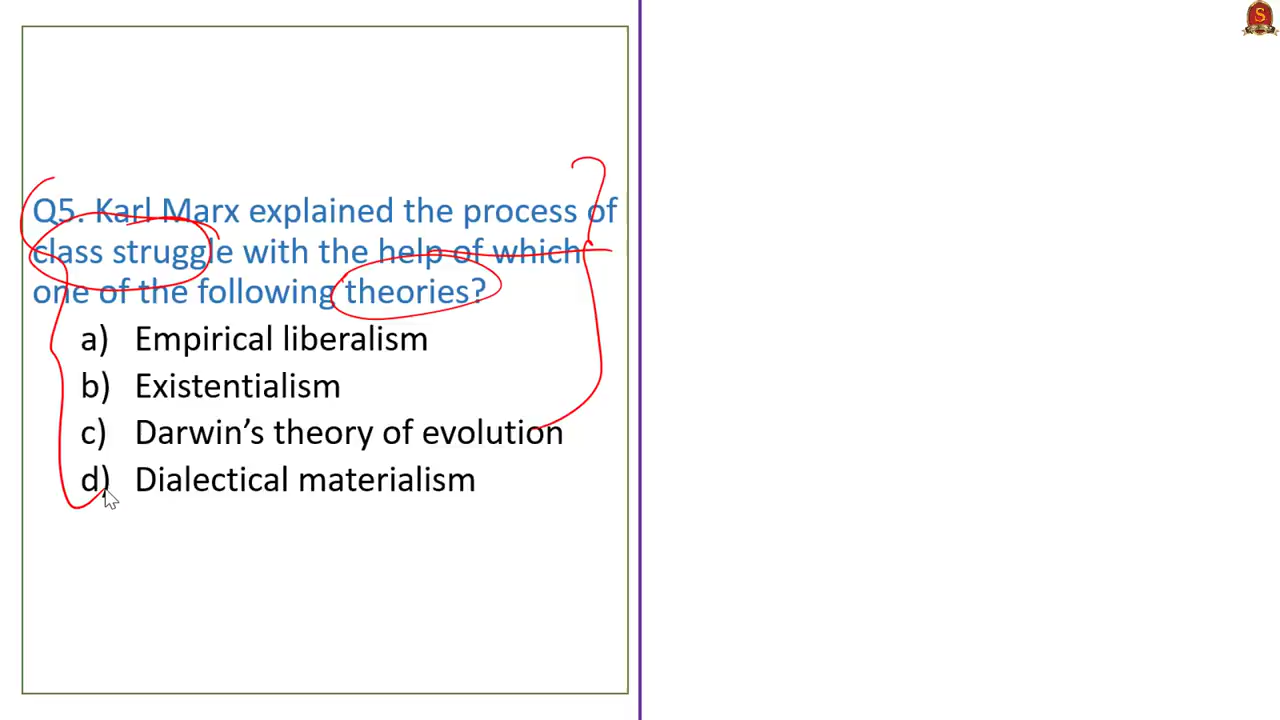 Q5. Karl Marx explained the process of
class struggle with the help of which
one of the following theories?
a) Empirical liberalism
b) Existentialism
c) Darwin’s theory of evolution
d) Dialectical materialism
S